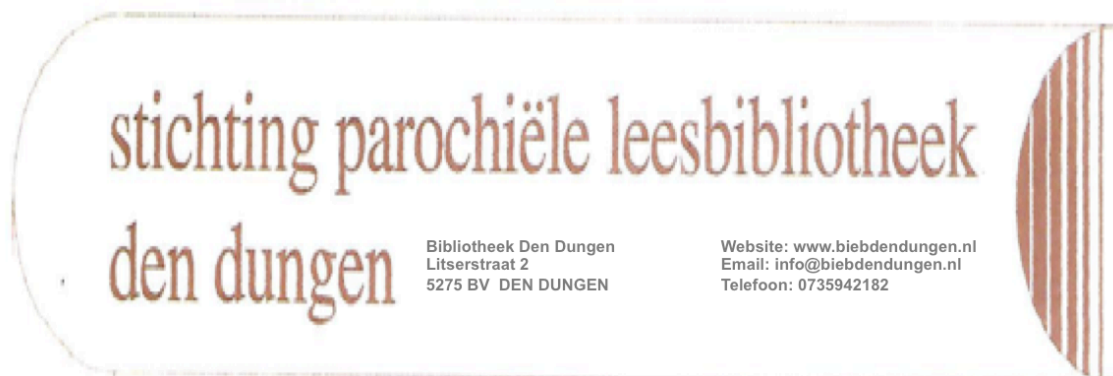 stichting parochiële leesbibliotheek
den dungen
Bibliotheek Den Dungen
Litserstraat 2
5275 BV DEN DUNGEN
Website: www.biebdendungen.nl
Email: info@biebdendungen.nl
Telefoon: 0735942182